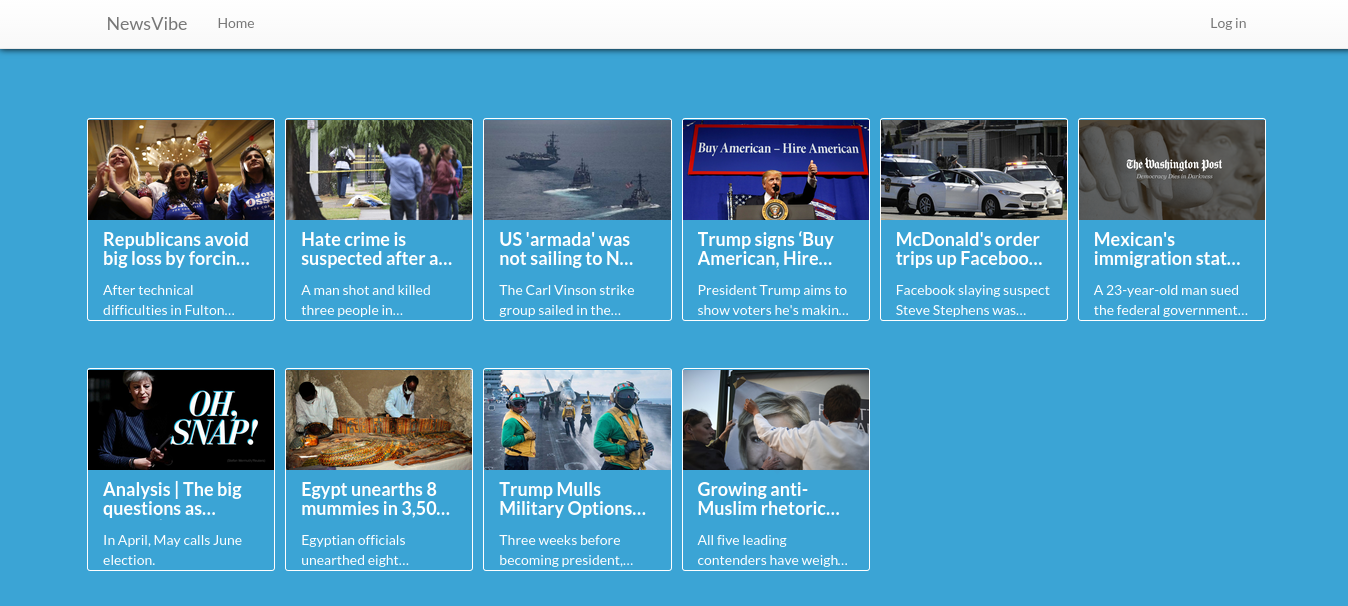 NewsVibe Home Log in
Buy American – Hire American
The Washington Post
Democracy Dies in Darkness
Republicans avoid
big loss by forcin...
After technical
difficulties in Fulton...
Hate crime is
suspected after a...
A man shot and killed
three people in...
US 'armada' was
not sailing to N...
The Carl Vinson strike
group sailed in the...
Trump signs ‘Buy
American, Hire...
President Trump aims to
show voters he's makin...
McDonald's order
trips up Faceboo...
Facebook slaying suspect
Steve Stephens was...
Mexican's
immigration stat...
A 23-year-old man sued
the federal government...
OH,
SNAP!
Analysis | The big
questions as...
In April, May calls June
election.
Egypt unearths 8
mummies in 3,50...
Egyptian officials
unearthed eight...
Trump Mulls
Military Options...
Three weeks before
becoming president,...
Growing anti-
Muslim rhetoric...
All five leading
contenders have weigh...